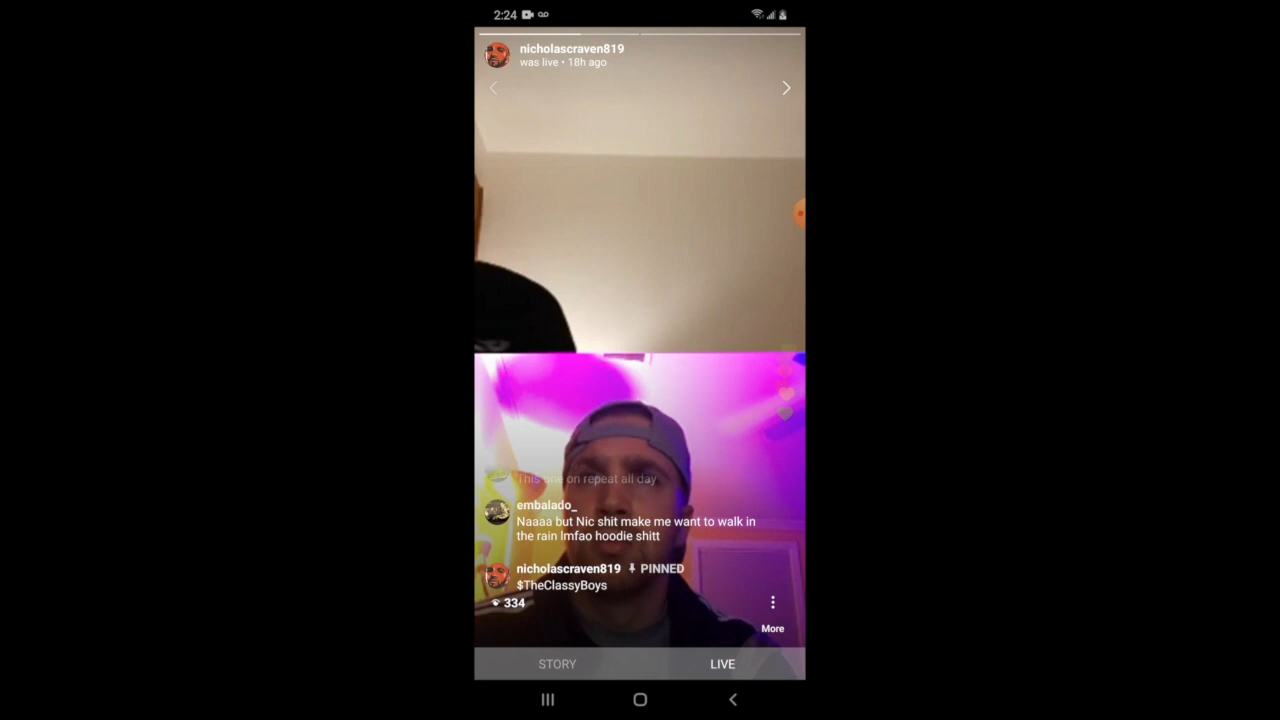 2:24
nicholascraven819
was live • 18h ago
This one on repeat all day
embalado_
Naaaa but Nic shit make me want to walk in
the rain lmfao hoodie shitt
nicholascraven819 PINNED
$TheClassyBoys
334
More
STORY LIVE